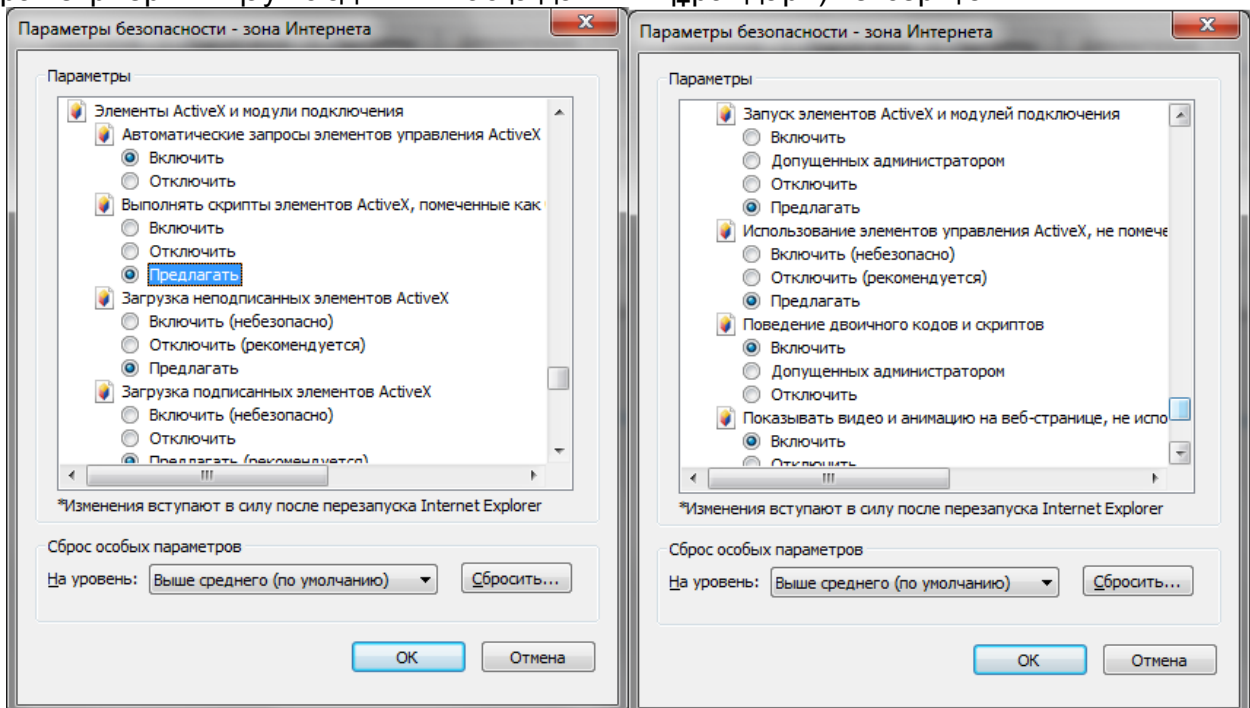 Параметры безопасности - зона Интернета
Параметры
Элементы ActiveX и модули подключения
Автоматические запросы элементов управления ActiveX
Включить
Отключить
Выполнять скрипты элементов ActiveX, помеченные как
Включить
Отключить
Предлагать
Загрузка неподписанных элементов ActiveX
Включить (небезопасно)
Отключить (рекомендуется)
Предлагать
Загрузка подписанных элементов ActiveX
Включить (небезопасно)
Отключить
Предлагать (рекомендуется)
*Изменения вступают в силу после перезапуска Internet Explorer
Сброс особых параметров
На уровень: Выше среднего (по умолчанию) Сбросить...
ОК Отмена
Параметры безопасности - зона Интернета
Параметры
Запуск элементов ActiveX и модулей подключения
Включить
Допущенных администратором
Отключить
Предлагать
Использование элементов управления ActiveX, не помече
Включить (небезопасно)
Отключить (рекомендуется)
Предлагать
Поведение двоичного кодов и скриптов
Включить
Допущенных администратором
Отключить
Показывать видео и анимацию на веб-странице, не испо
Включить
Отключить
*Изменения вступают в силу после перезапуска Internet Explorer
Сброс особых параметров
На уровень: Выше среднего (по умолчанию) Сбросить...
ОК Отмена